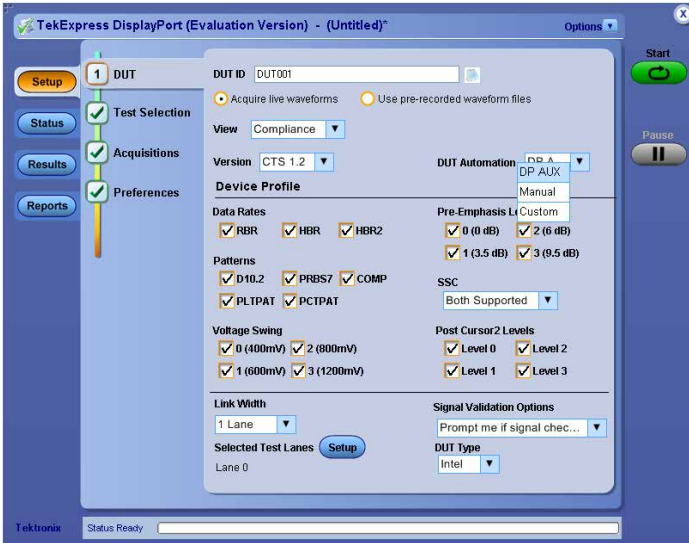 TekExpress DisplayPort (Evaluation Version) - (Untitled)*
Options
X
Start
Pause
Setup
Status
Results
Reports
1 DUT
Test Selection
Acquisitions
Preferences
DUT ID DUT001
Acquire live waveforms Use pre-recorded waveform files
View Compliance
Version CTS 1.2 DUT Automation
DP AUX
Manual
Custom
Device Profile
Data Rates
RBR HBR HBR2
Pre-Emphasis
0 (0 dB) 2 (6 dB)
1 (3.5 dB) 3 (9.5 dB)
Patterns
D10.2 PRBS7 COMP
PLTPAT PCTPAT
SSC
Both Supported
Voltage Swing
0 (400mV) 2 (800mV)
1 (600mV) 3 (1200mV)
Post Cursor2 Levels
Level 0 Level 2
Level 1 Level 3
Link Width
1 Lane
Signal Validation Options
Prompt me if signal chec...
Selected Test Lanes Setup
Lane 0
DUT Type
Intel
Tektronix Status Ready